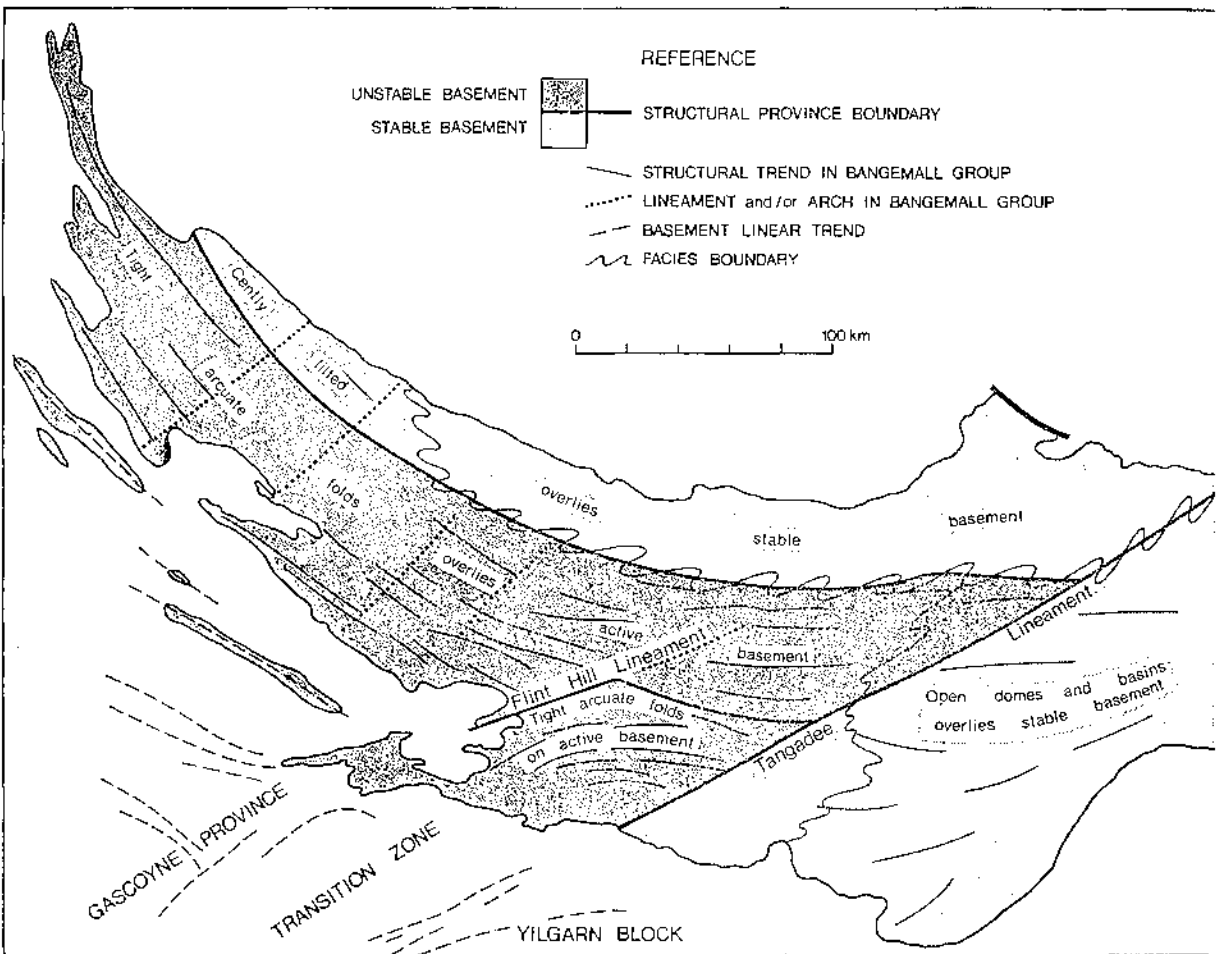 REFERENCE
UNSTABLE BASEMENT
STABLE BASEMENT
STRUCTURAL PROVINCE BOUNDARY
STRUCTURAL TREND IN BANGEMALL GROUP
LINEAMENT and/or ARCH IN BANGEMALL GROUP
BASEMENT LINEAR TREND
FACIES BOUNDARY
0 100 km
Tight
arcuate
folds
overlies
active
basement
Gently
tilted
overlies
stable
basement
Flint Hill Lineament
Tight arcuate folds
on active basement
Tangadee Lineament
Open domes and basins
overlies stable basement
GASCOYNE PROVINCE
TRANSITION ZONE
YILGARN BLOCK